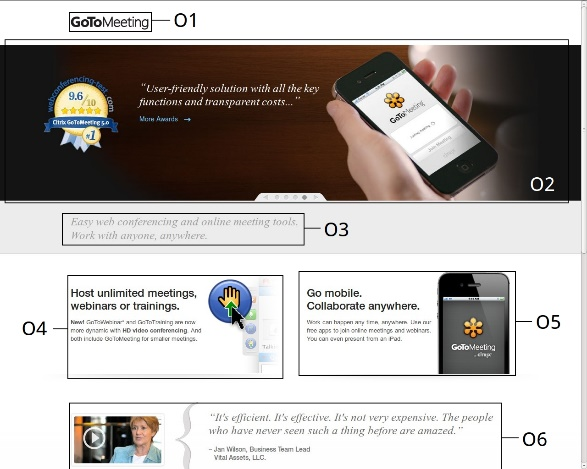 GoToMeeting
O1
webconferencing-test.com
9.6/10
Citrix GoToMeeting 5.0
#1
“User-friendly solution with all the key
functions and transparent costs...”
More Awards →
GoToMeeting
Join Meeting
O2
Easy web conferencing and online meeting tools.
Work with anyone, anywhere.
O3
O4
Host unlimited meetings,
webinars or trainings.
New! GoToWebinar® and GoToTraining are now
more dynamic with HD video conferencing. And
both include GoToMeeting for smaller meetings.
Go mobile.
Collaborate anywhere.
Work can happen any time, anywhere. Use our
free apps to join online meetings and webinars.
You can even present from an iPad.
GoToMeeting
O5
“It's efficient. It's effective. It's not very expensive. The people
who have never seen such a thing before are amazed.”
– Jan Wilson, Business Team Lead
Vital Assets, LLC.
O6